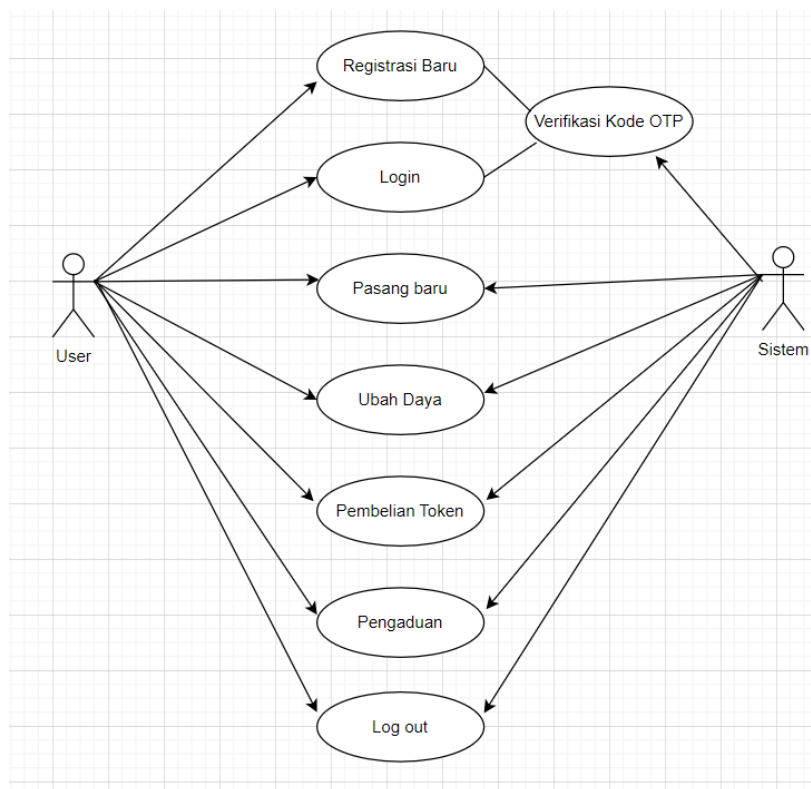 Registrasi Baru
Verifikasi Kode OTP
Login
Pasang baru
User
Sistem
Ubah Daya
Pembelian Token
Pengaduan
Log out